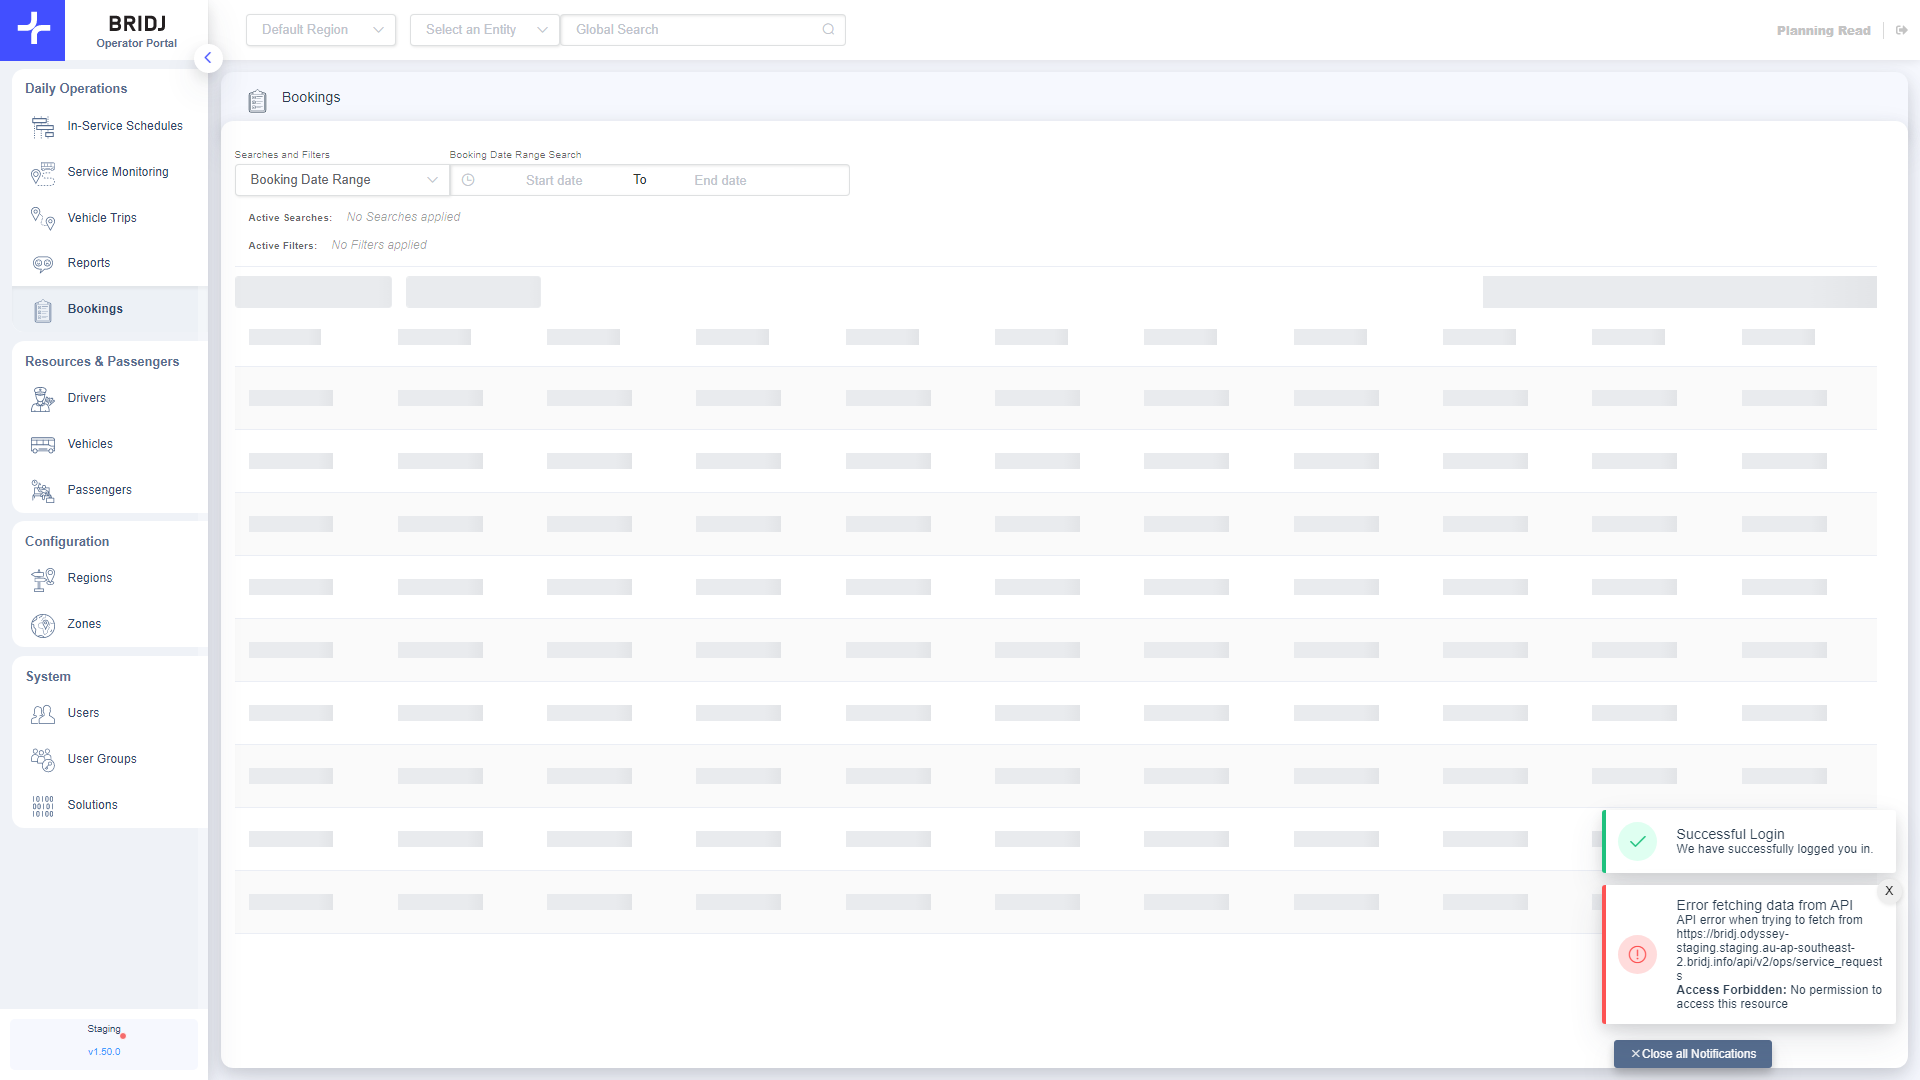 BRIDJ
Operator Portal
Default Region
Select an Entity
Global Search
Planning Read
Daily Operations
In-Service Schedules
Service Monitoring
Vehicle Trips
Reports
Bookings
Resources & Passengers
Drivers
Vehicles
Passengers
Configuration
Regions
Zones
System
Users
User Groups
Solutions
Staging
v1.50.0
Bookings
Searches and Filters
Booking Date Range Search
Booking Date Range
Start date
To
End date
Active Searches: No Searches applied
Active Filters: No Filters applied
Successful Login
We have successfully logged you in.
X
Error fetching data from API
API error when trying to fetch from
https://bridj.odyssey-
staging.staging.au-ap-southeast-
2.bridj.info/api/v2/ops/service_request
s
Access Forbidden: No permission to
access this resource
×Close all Notifications